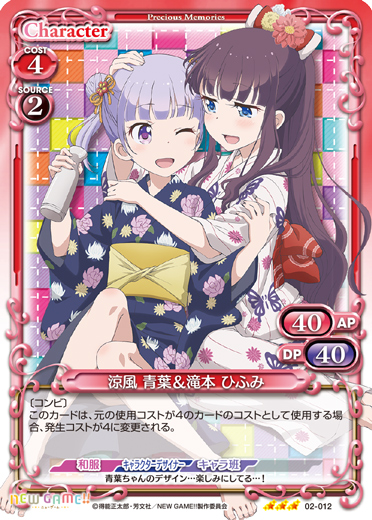 Precious Memories
Character
COST
4
SOURCE
2
40 AP
DP 40
涼風 青葉&滝本 ひふみ
［コンビ］
このカードは、元の使用コストが4のカードのコストとして使用する場
合、発生コストが4に変更される。
和服 キャラクターデザイナー キャラ班
青葉ちゃんのデザイン…楽しみにしてる…！
NEW GAME!!
©得能正太郎・芳文社／NEW GAME!!製作委員会
02-012